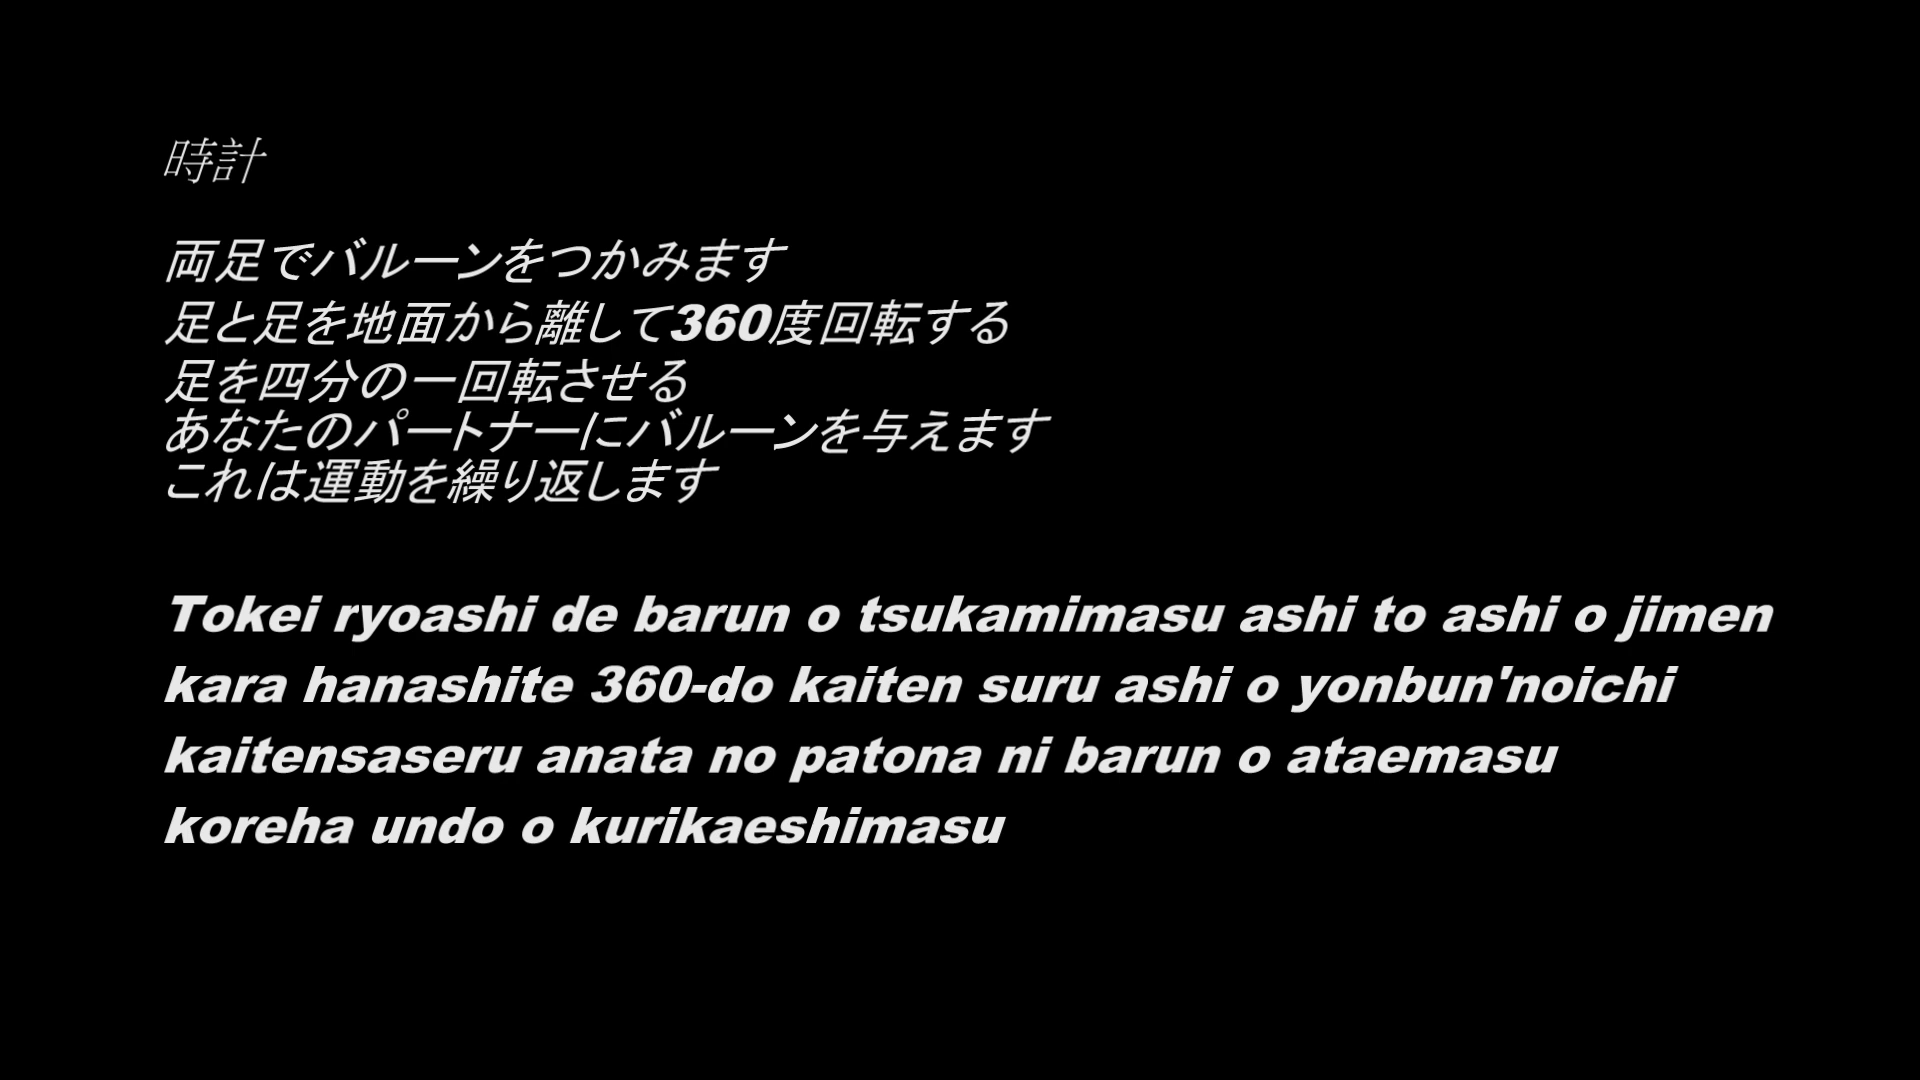 時計
両足でバルーンをつかみます
足と足を地面から離して360度回転する
足を四分の一回転させる
あなたのパートナーにバルーンを与えます
これは運動を繰り返します
Tokei ryoashi de barun o tsukamimasu ashi to ashi o jimen
kara hanashite 360-do kaiten suru ashi o yonbun'noichi
kaitensaseru anata no patona ni barun o ataemasu
koreha undo o kurikaeshimasu